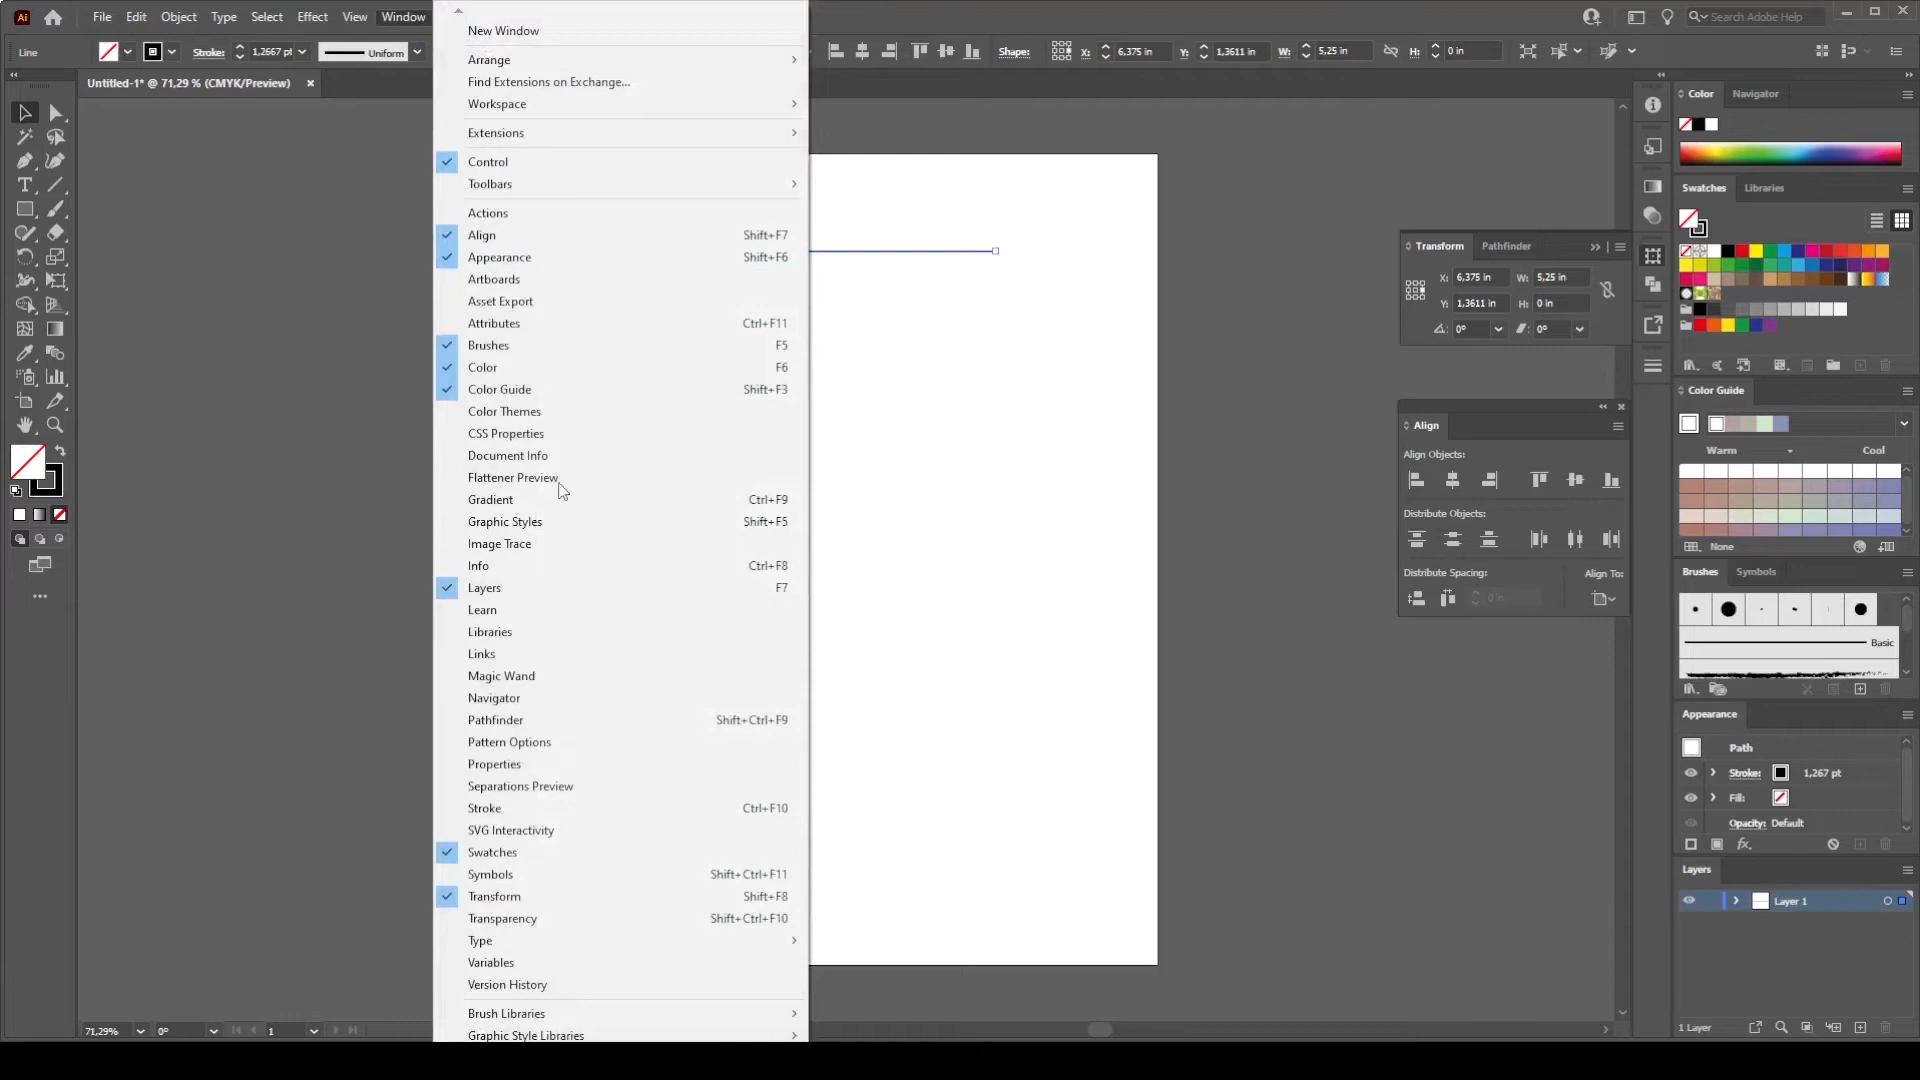 Ai File Edit Object Type Select Effect View Window
Search Adobe Help
Line Stroke: 1,2667 pt Uniform Shape: X: 6,375 in Y: 1,3611 in W: 5,25 in H: 0 in
Untitled-1* @ 71,29 % (CMYK/Preview)
New Window
Arrange
Find Extensions on Exchange...
Workspace
Extensions
Control
Toolbars
Actions
Align Shift+F7
Appearance Shift+F6
Artboards
Asset Export
Attributes Ctrl+F11
Brushes F5
Color F6
Color Guide Shift+F3
Color Themes
CSS Properties
Document Info
Flattener Preview
Gradient Ctrl+F9
Graphic Styles Shift+F5
Image Trace
Info Ctrl+F8
Layers F7
Learn
Libraries
Links
Magic Wand
Navigator
Pathfinder Shift+Ctrl+F9
Pattern Options
Properties
Separations Preview
Stroke Ctrl+F10
SVG Interactivity
Swatches
Symbols Shift+Ctrl+F11
Transform Shift+F8
Transparency Shift+Ctrl+F10
Type
Variables
Version History
Brush Libraries
Graphic Style Libraries
71,29% 0° 1
Transform Pathfinder
X: 6,375 in W: 5,25 in
Y: 1,3611 in H: 0 in
0° 0°
Align
Align Objects:
Distribute Objects:
Distribute Spacing: Align To:
0 in
Color Navigator
Swatches Libraries
Color Guide
Warm Cool
None
Brushes Symbols
Basic
Appearance
Path
Stroke: 1,267 pt
Fill:
Opacity: Default
fx
Layers
Layer 1
1 Layer